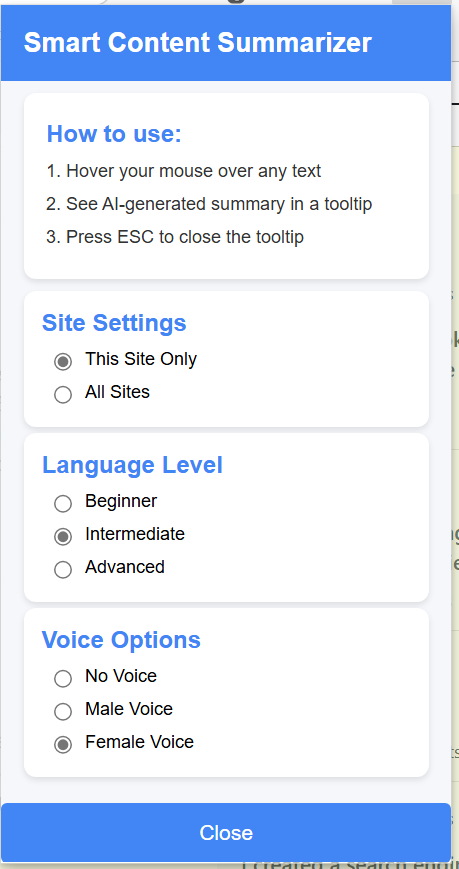 Smart Content Summarizer
How to use:
1. Hover your mouse over any text
2. See AI-generated summary in a tooltip
3. Press ESC to close the tooltip
Site Settings
This Site Only
All Sites
Language Level
Beginner
Intermediate
Advanced
Voice Options
No Voice
Male Voice
Female Voice
Close